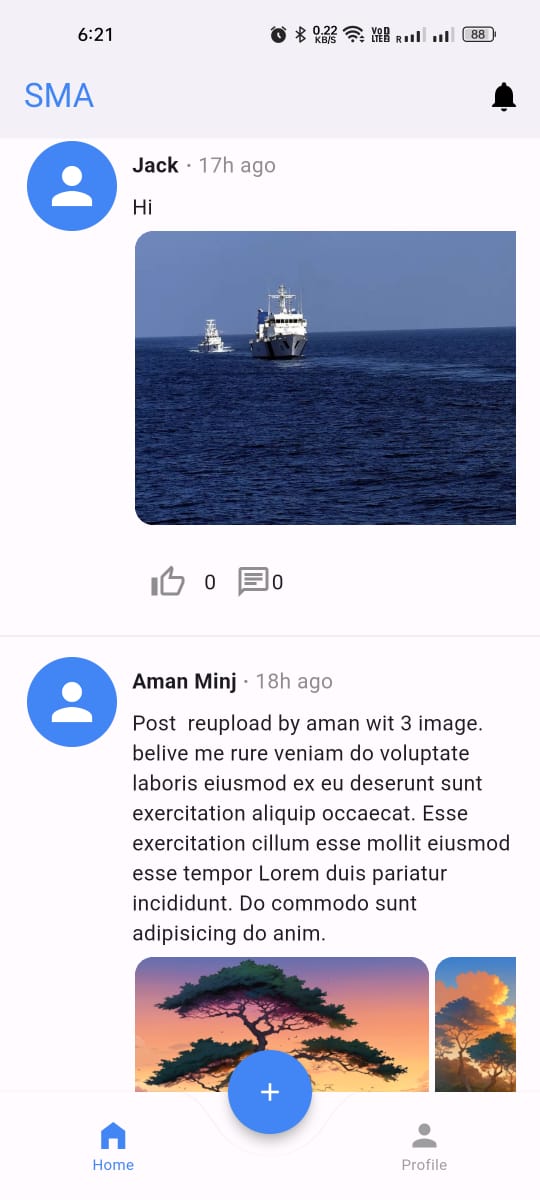 6:21
0.22 KB/S
VoD LTE
R
88
SMA
Jack · 17h ago
Hi
0 0
Aman Minj · 18h ago
Post  reupload by aman wit 3 image.
belive me rure veniam do voluptate
laboris eiusmod ex eu deserunt sunt
exercitation aliquip occaecat. Esse
exercitation cillum esse mollit eiusmod
esse tempor Lorem duis pariatur
incididunt. Do commodo sunt
adipisicing do anim.
+
Home Profile